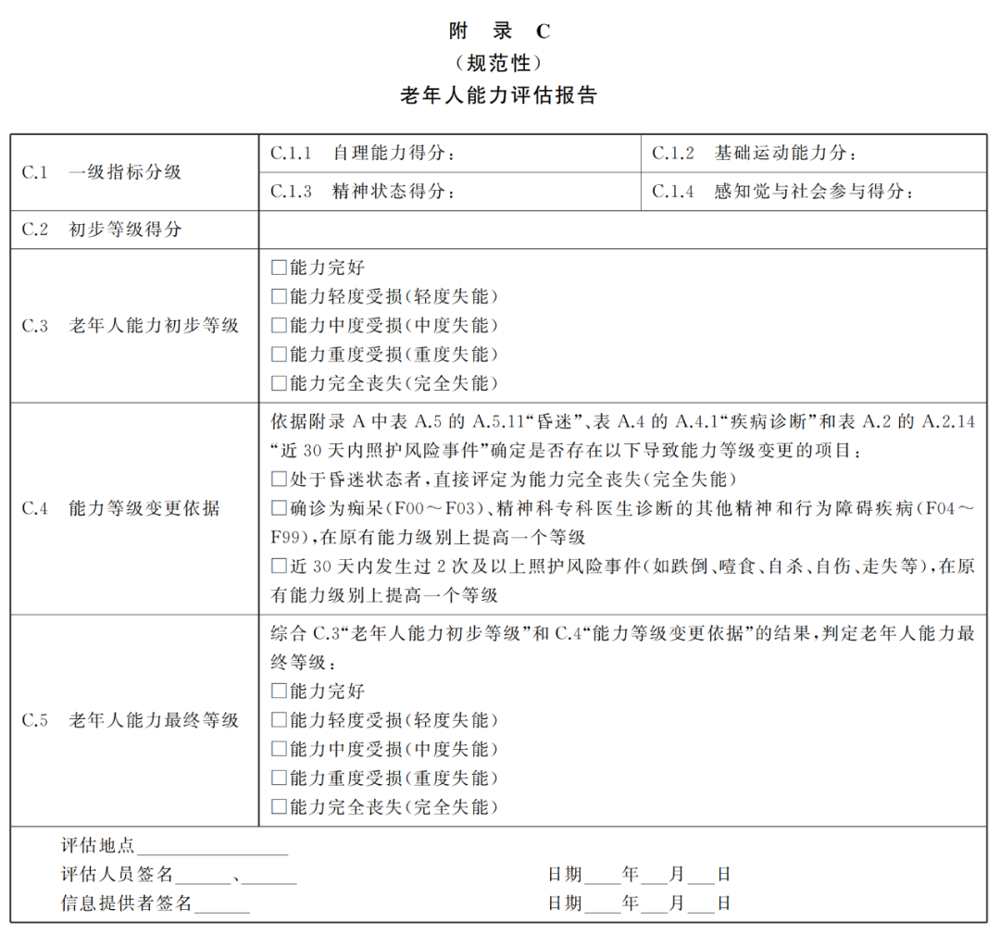 附 录 C
（规范性）
老年人能力评估报告
C.1 一级指标分级
C.1.1 自理能力得分：
C.1.2 基础运动能力分：
C.1.3 精神状态得分：
C.1.4 感知觉与社会参与得分：
C.2 初步等级得分
C.3 老年人能力初步等级
□能力完好
□能力轻度受损(轻度失能)
□能力中度受损(中度失能)
□能力重度受损(重度失能)
□能力完全丧失(完全失能)
C.4 能力等级变更依据
依据附录 A 中表 A.5 的 A.5.11“昏迷”、表 A.4 的 A.4.1“疾病诊断”和表 A.2 的 A.2.14
“近 30 天内照护风险事件”确定是否存在以下导致能力等级变更的项目：
□处于昏迷状态者,直接评定为能力完全丧失(完全失能)
□确诊为痴呆(F00～F03)、精神科专科医生诊断的其他精神和行为障碍疾病(F04～
F99),在原有能力级别上提高一个等级
□近 30 天内发生过 2 次及以上照护风险事件(如跌倒、噎食、自杀、自伤、走失等),在原
有能力级别上提高一个等级
C.5 老年人能力最终等级
综合 C.3“老年人能力初步等级”和 C.4“能力等级变更依据”的结果,判定老年人能力最
终等级：
□能力完好
□能力轻度受损(轻度失能)
□能力中度受损(中度失能)
□能力重度受损(重度失能)
□能力完全丧失(完全失能)
评估地点________________
评估人员签名______、______ 日期____年___月___日
信息提供者签名______ 日期____年___月___日